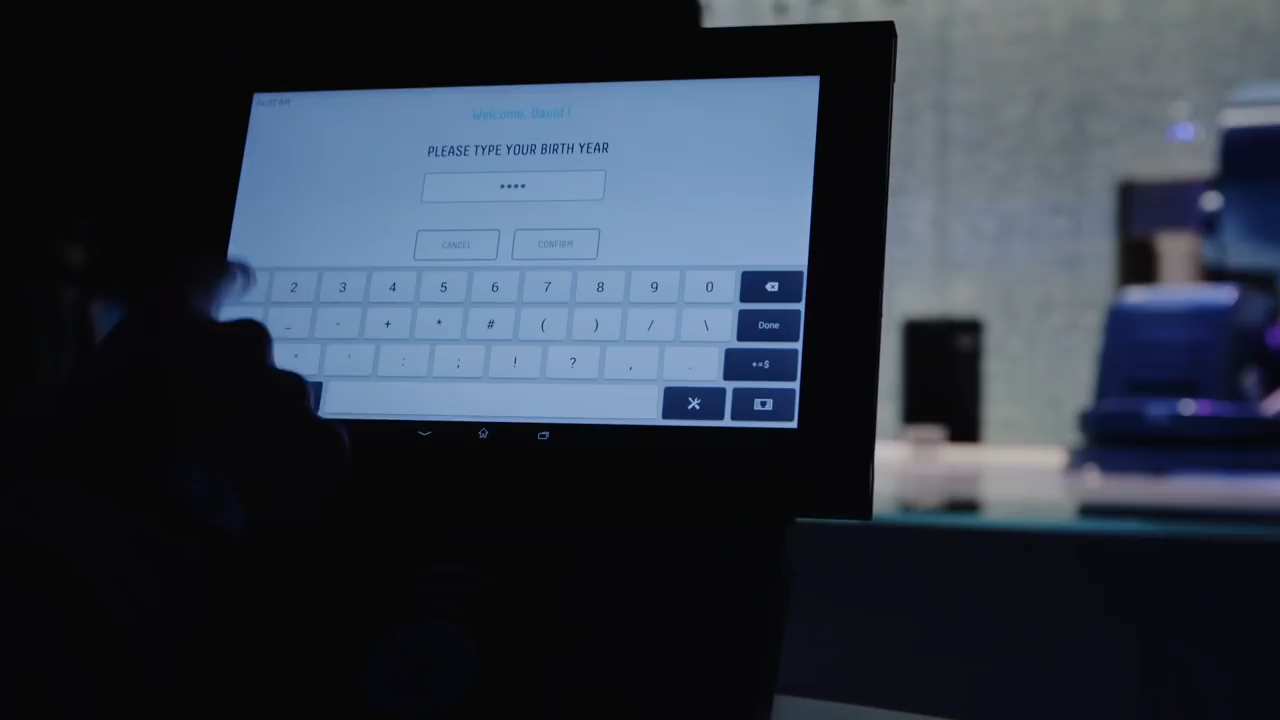 Welcome, David !
PLEASE TYPE YOUR BIRTH YEAR
••••
CANCEL CONFIRM
2 3 4 5 6 7 8 9 0
_ - + * # ( ) / \ Done
" ' : ; ! ? , . +=$